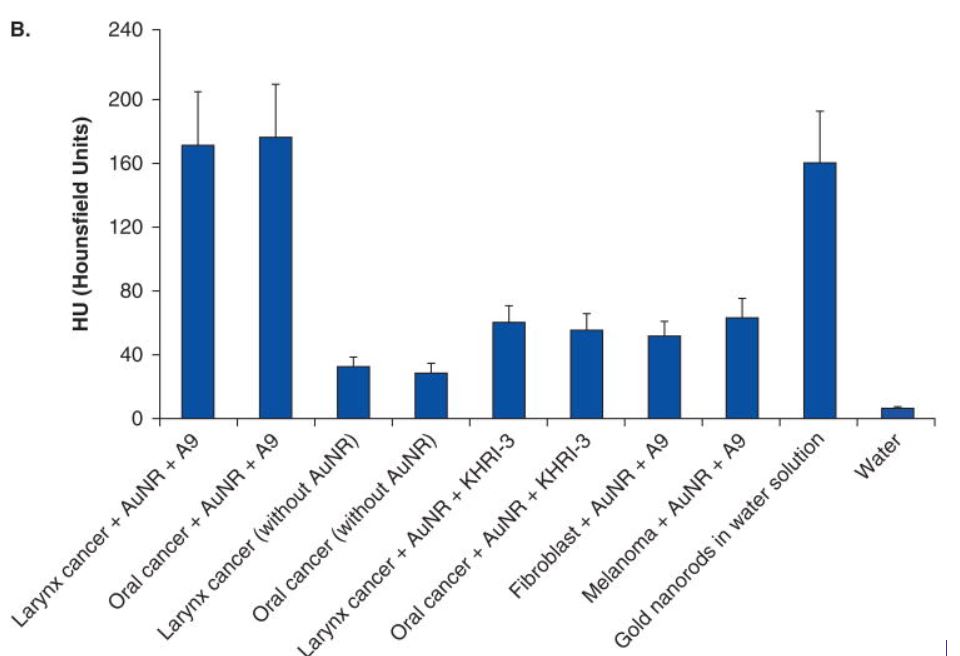 B.
HU (Hounsfield Units)
240
200
160
120
80
40
0
Larynx cancer + AuNR + A9
Oral cancer + AuNR + A9
Larynx cancer (without AuNR)
Oral cancer (without AuNR)
Larynx cancer + AuNR + KHRI-3
Oral cancer + AuNR + KHRI-3
Fibroblast + AuNR + A9
Melanoma + AuNR + A9
Gold nanorods in water solution
Water